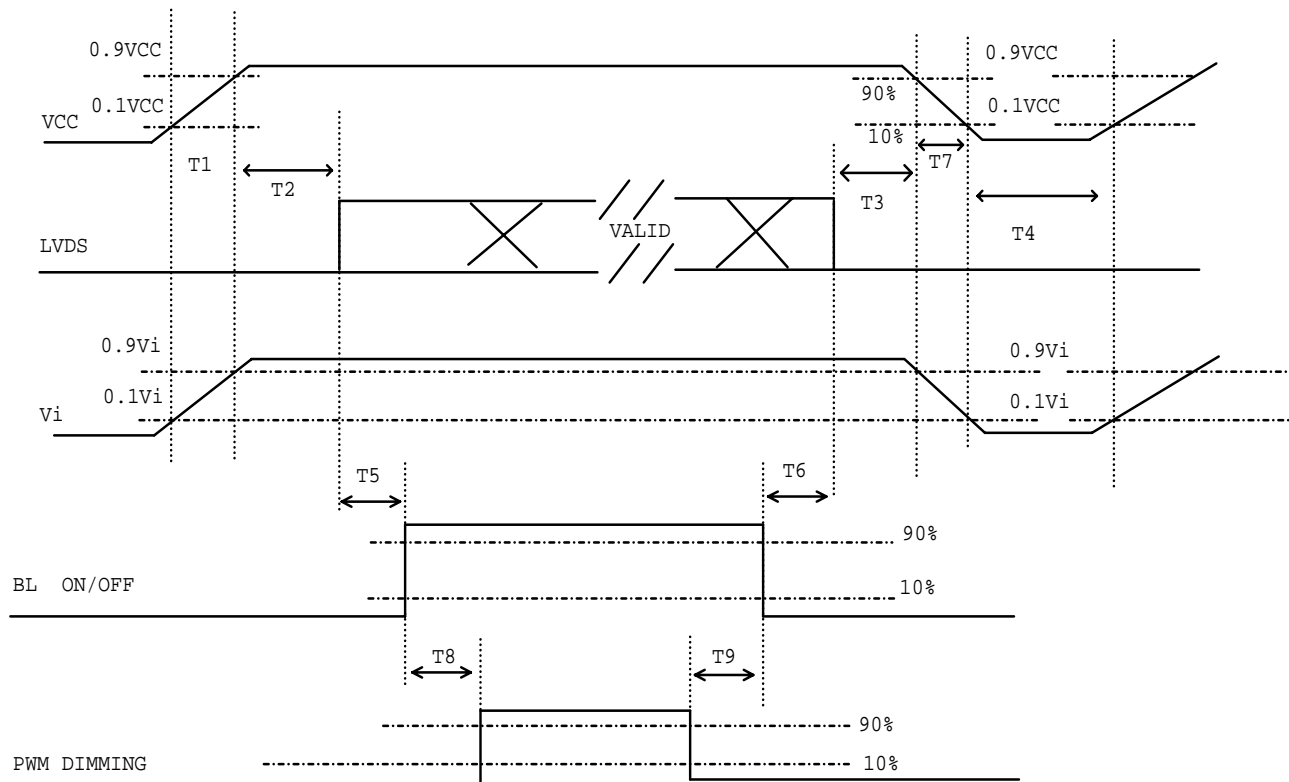 0.9VCC
0.9VCC
90%
0.1VCC
0.1VCC
VCC
10%
T1
T7
T2
T3
T4
VALID
LVDS
0.9Vi
0.9Vi
0.1Vi
0.1Vi
Vi
T5
T6
90%
BL ON/OFF
10%
T8
T9
90%
PWM DIMMING
10%